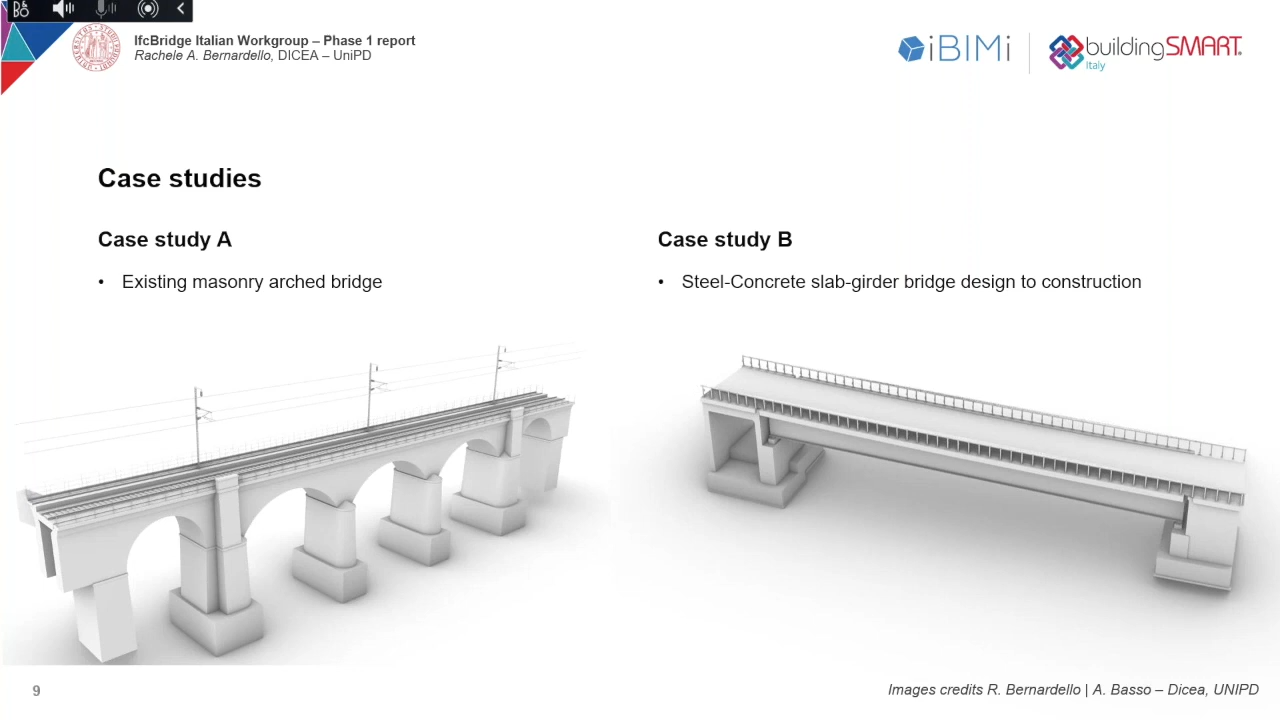 IfcBridge Italian Workgroup – Phase 1 report
Rachele A. Bernardello, DICEA – UniPD
iBIMi
buildingSMART
Italy
Case studies
Case study A
• Existing masonry arched bridge
Case study B
• Steel-Concrete slab-girder bridge design to construction
9
Images credits R. Bernardello | A. Basso – Dicea, UNIPD